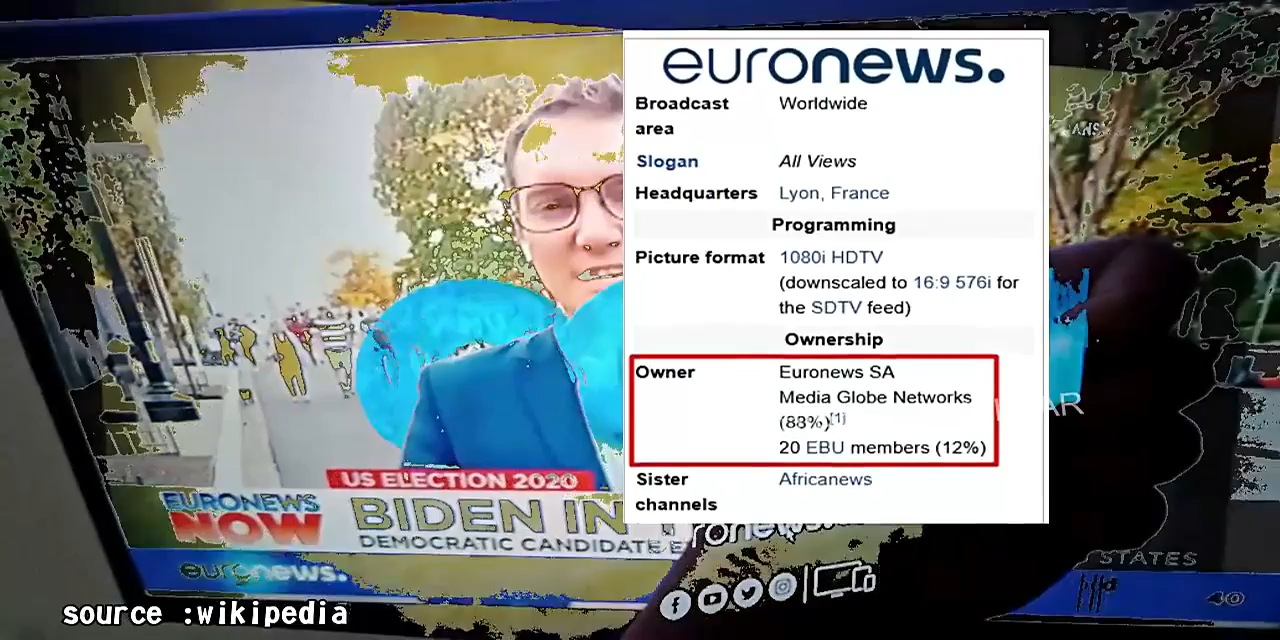 euronews.
Broadcast area Worldwide
Slogan All Views
Headquarters Lyon, France
Programming
Picture format 1080i HDTV
(downscaled to 16:9 576i for
the SDTV feed)
Ownership
Owner Euronews SA
Media Globe Networks
(88%)[1]
20 EBU members (12%)
Sister channels Africanews
US ELECTION 2020
EURONEWS
NOW
BIDEN IN
DEMOCRATIC CANDIDATE
euronews.
euronews.
STATES
source :wikipedia